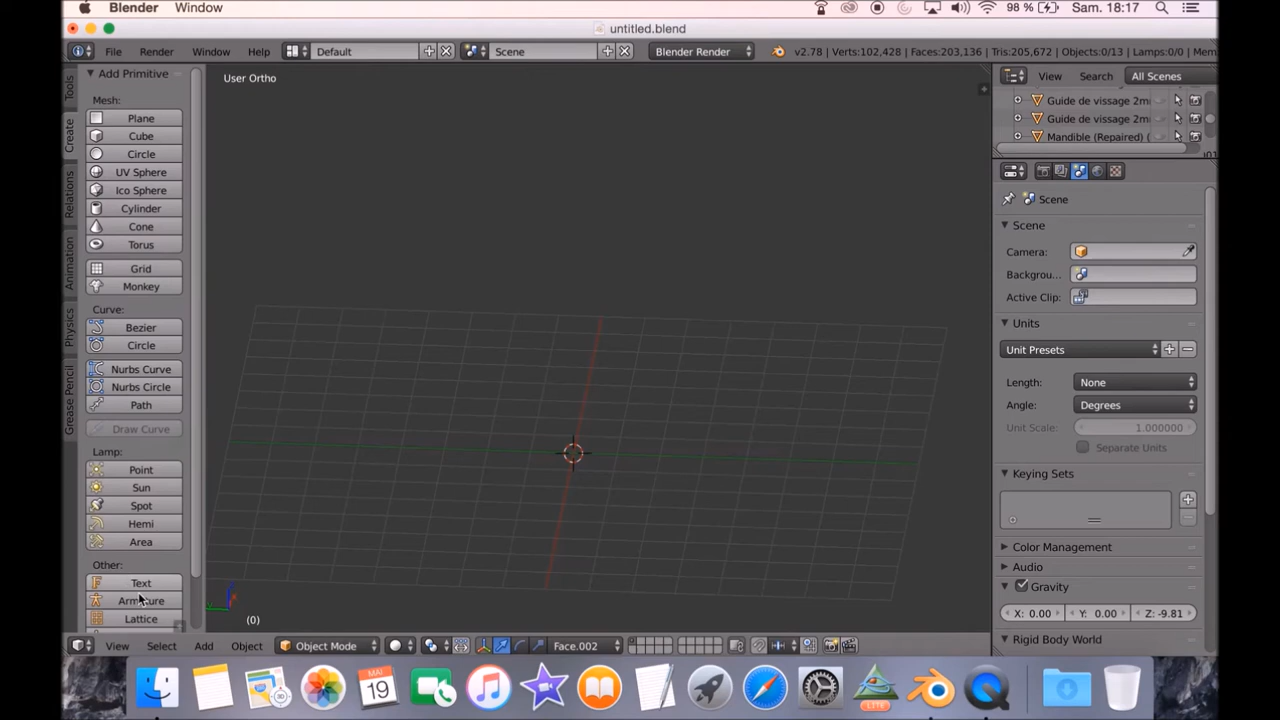 Blender Window 98 % Sam. 18:17
untitled.blend
File Render Window Help Default Scene Blender Render v2.78 | Verts:102,428 | Faces:203,136 | Tris:205,672 | Objects:0/13 | Lamps:0/0 | Mem
Tools
Create
Relations
Animation
Physics
Grease Pencil
Add Primitive
Mesh:
Plane
Cube
Circle
UV Sphere
Ico Sphere
Cylinder
Cone
Torus
Grid
Monkey
Curve:
Bezier
Circle
Nurbs Curve
Nurbs Circle
Path
Draw Curve
Lamp:
Point
Sun
Spot
Hemi
Area
Other:
Text
Armature
Lattice
User Ortho
(0)
View Select Add Object Object Mode Face.002
View Search All Scenes
Guide de vissage 2m
Guide de vissage 2m
Mandible (Repaired) (
Scene
Scene
Camera:
Backgrou...
Active Clip:
Units
Unit Presets
Length: None
Angle: Degrees
Unit Scale: 1.000000
Separate Units
Keying Sets
Color Management
Audio
Gravity
X: 0.00 Y: 0.00 Z: -9.81
Rigid Body World
MAI
19
LITE